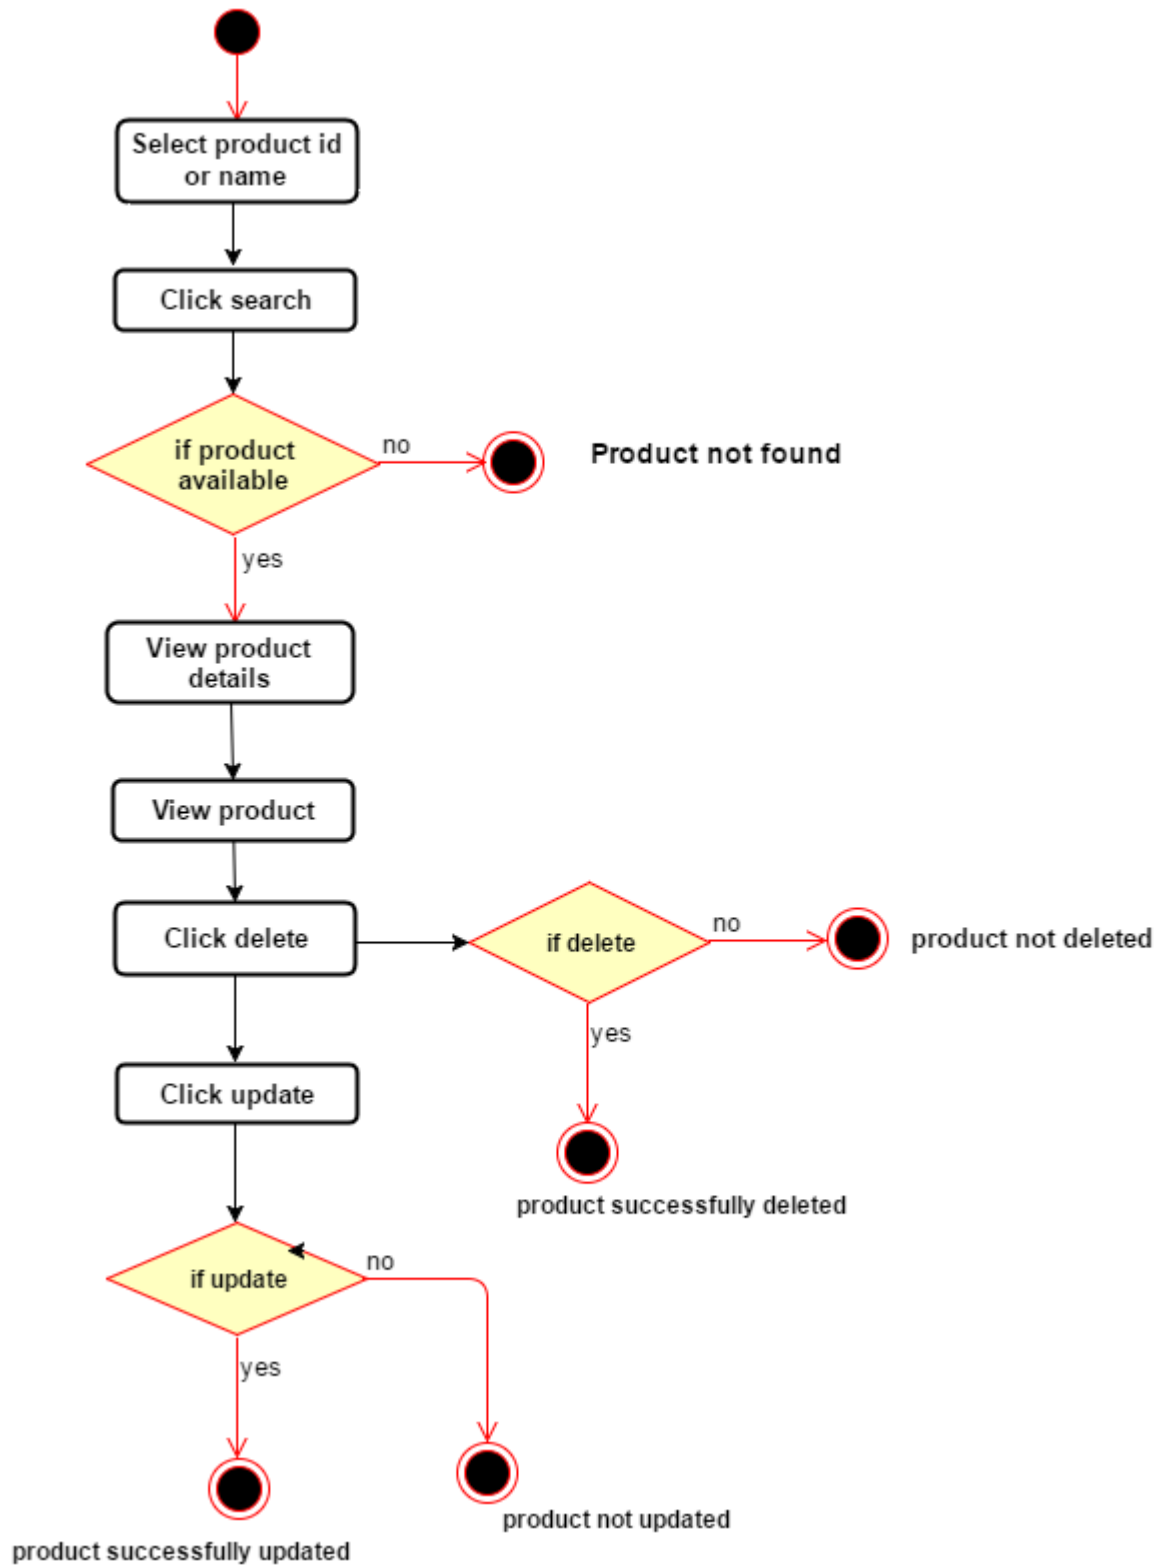 Select product id
or name
Click search
if product
available
no
Product not found
yes
View product
details
View product
Click delete
if delete
no
product not deleted
yes
product successfully deleted
Click update
if update
no
yes
product not updated
product successfully updated